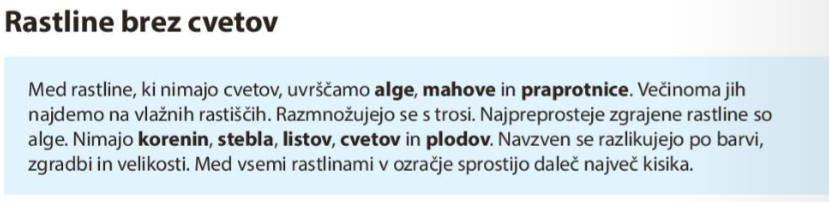 Rastline brez cvetov
Med rastline, ki nimajo cvetov, uvrščamo alge, mahove in praprotnice. Večinoma jih
najdemo na vlažnih rastiščih. Razmnožujejo se s trosi. Najpreprosteje zgrajene rastline so
alge. Nimajo korenin, stebla, listov, cvetov in plodov. Navzven se razlikujejo po barvi,
zgradbi in velikosti. Med vsemi rastlinami v ozračje sprostijo daleč največ kisika.